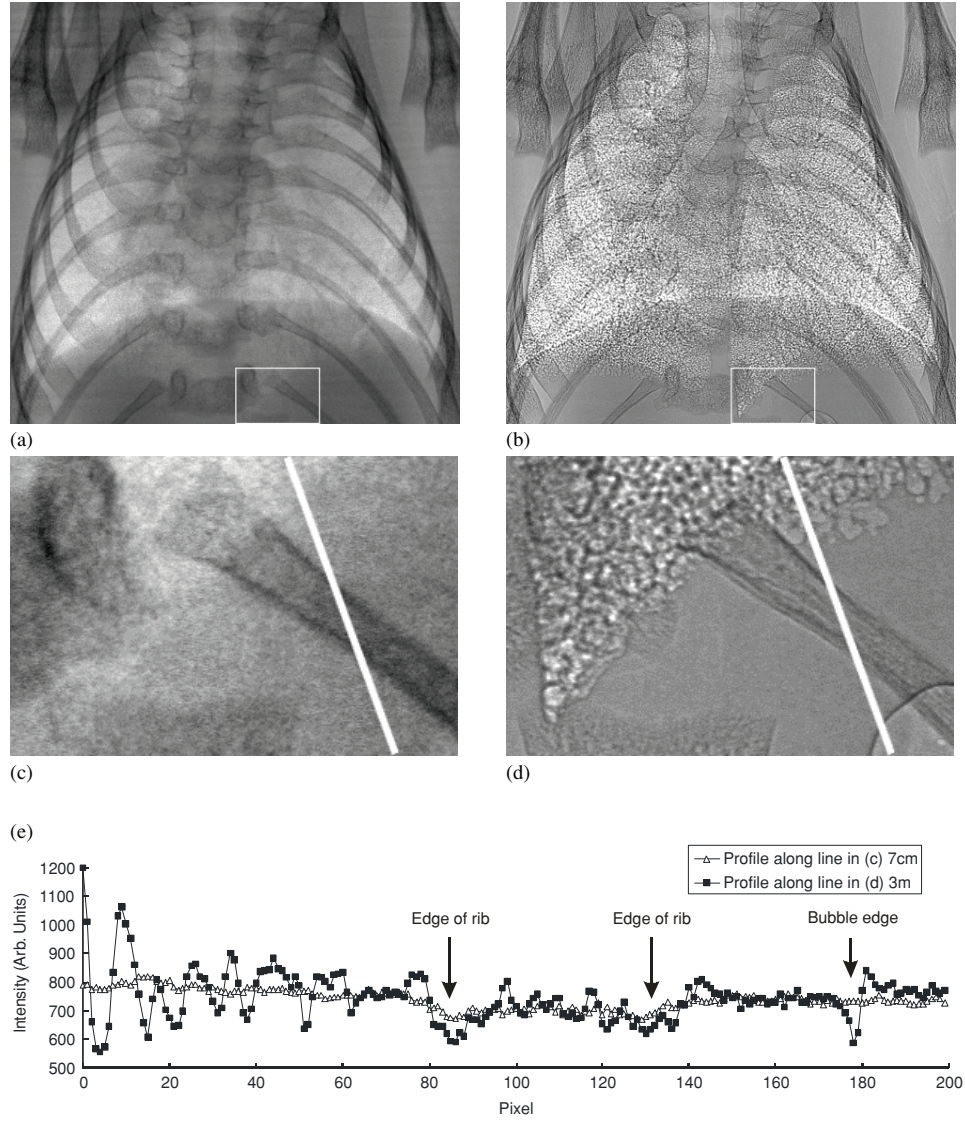 (a)
(b)
(c)
(d)
(e)
Profile along line in (c) 7cm
Profile along line in (d) 3m
Edge of rib
Edge of rib
Bubble edge
Intensity (Arb. Units)
1200
1100
1000
900
800
700
600
500
0 20 40 60 80 100 120 140 160 180 200
Pixel